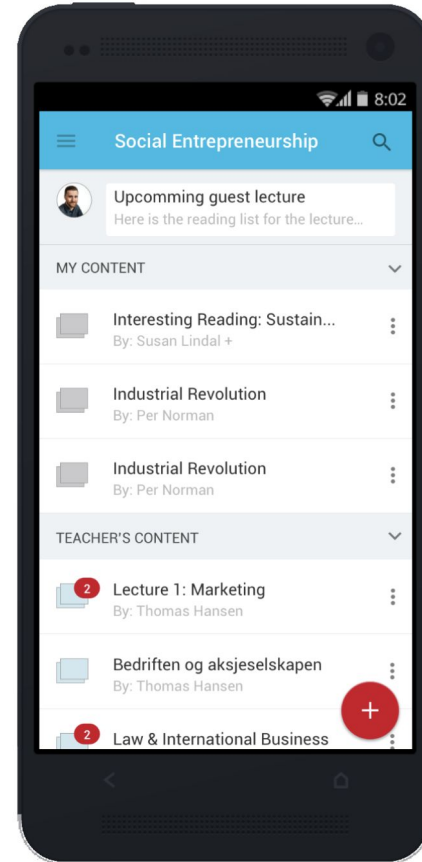 8:02
Social Entrepreneurship
Upcomming guest lecture
Here is the reading list for the lecture...
MY CONTENT
Interesting Reading: Sustain...
By: Susan Lindal +
Industrial Revolution
By: Per Norman
Industrial Revolution
By: Per Norman
TEACHER'S CONTENT
2
Lecture 1: Marketing
By: Thomas Hansen
Bedriften og aksjeselskapen
By: Thomas Hansen
+
2
Law & International Business